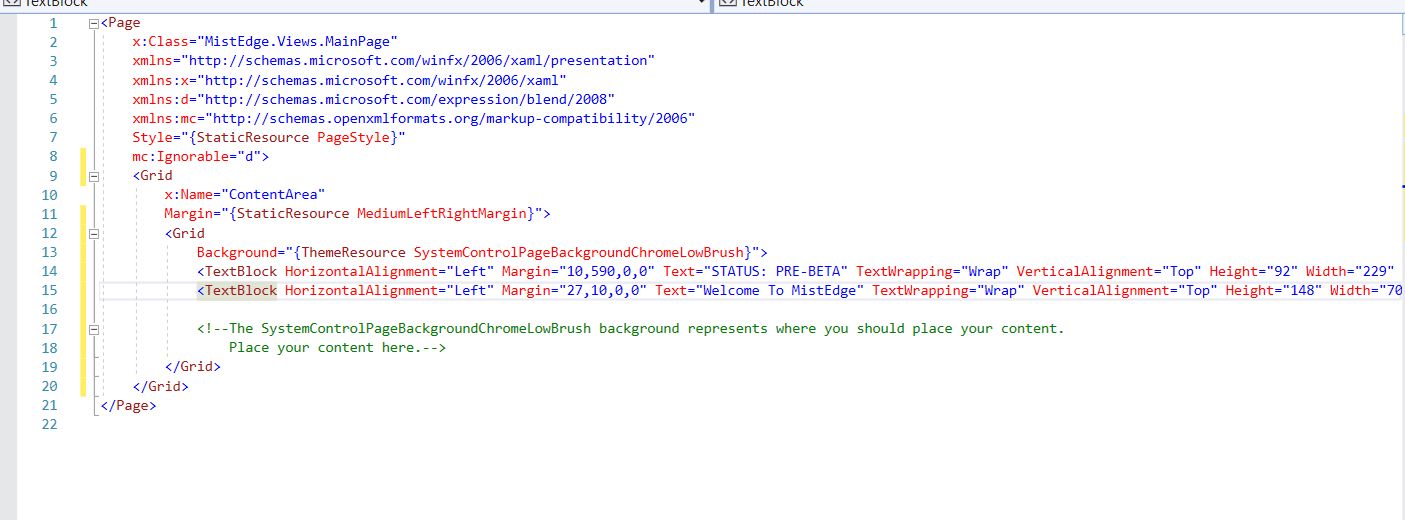 TextBlock TextBlock
1 <Page
2 x:Class="MistEdge.Views.MainPage"
3 xmlns="http://schemas.microsoft.com/winfx/2006/xaml/presentation"
4 xmlns:x="http://schemas.microsoft.com/winfx/2006/xaml"
5 xmlns:d="http://schemas.microsoft.com/expression/blend/2008"
6 xmlns:mc="http://schemas.openxmlformats.org/markup-compatibility/2006"
7 Style="{StaticResource PageStyle}"
8 mc:Ignorable="d">
9 <Grid
10 x:Name="ContentArea"
11 Margin="{StaticResource MediumLeftRightMargin}">
12 <Grid
13 Background="{ThemeResource SystemControlPageBackgroundChromeLowBrush}">
14 <TextBlock HorizontalAlignment="Left" Margin="10,590,0,0" Text="STATUS: PRE-BETA" TextWrapping="Wrap" VerticalAlignment="Top" Height="92" Width="229"
15 <TextBlock HorizontalAlignment="Left" Margin="27,10,0,0" Text="Welcome To MistEdge" TextWrapping="Wrap" VerticalAlignment="Top" Height="148" Width="70
16
17 <!--The SystemControlPageBackgroundChromeLowBrush background represents where you should place your content.
18 Place your content here.-->
19 </Grid>
20 </Grid>
21 </Page>
22